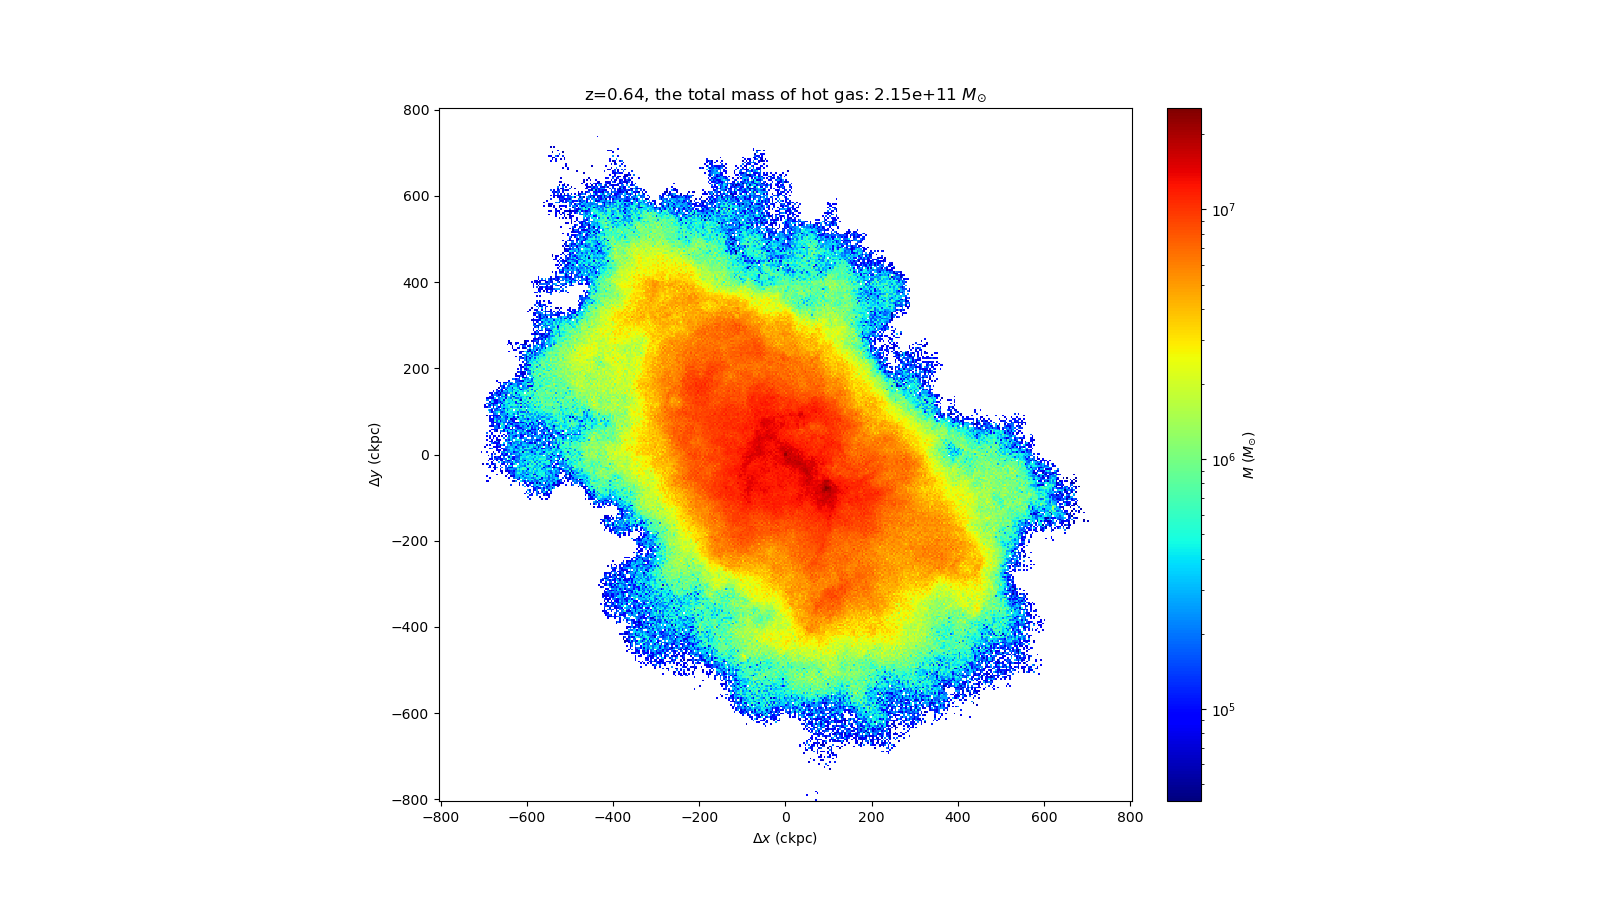 z=0.64, the total mass of hot gas: 2.15e+11 M⊙
800
600
400
200
0
−200
−400
−600
−800
Δy (ckpc)
−800 −600 −400 −200 0 200 400 600 800
Δx (ckpc)
10⁷
10⁶
10⁵
M (M⊙)